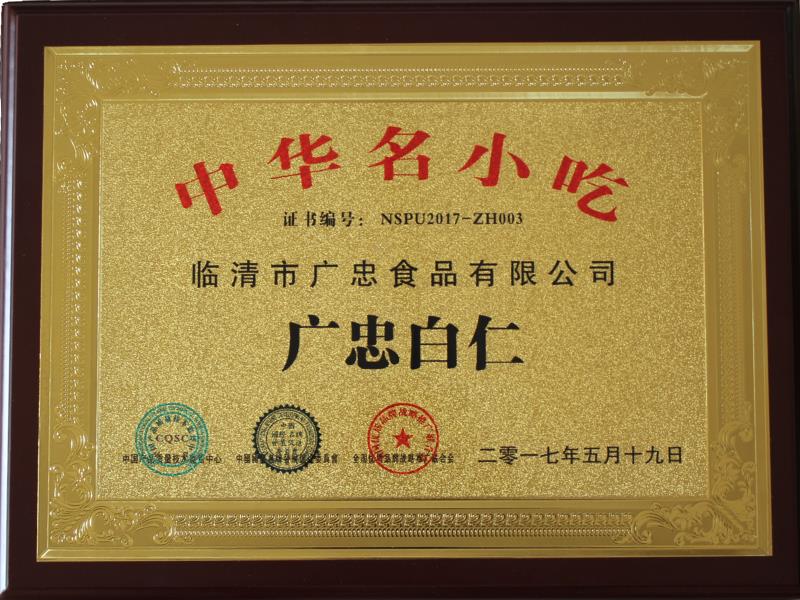 中华名小吃
证书编号：NSPU2017-ZH003
临清市广忠食品有限公司
广忠白仁
CQSC
二零一七年五月十九日